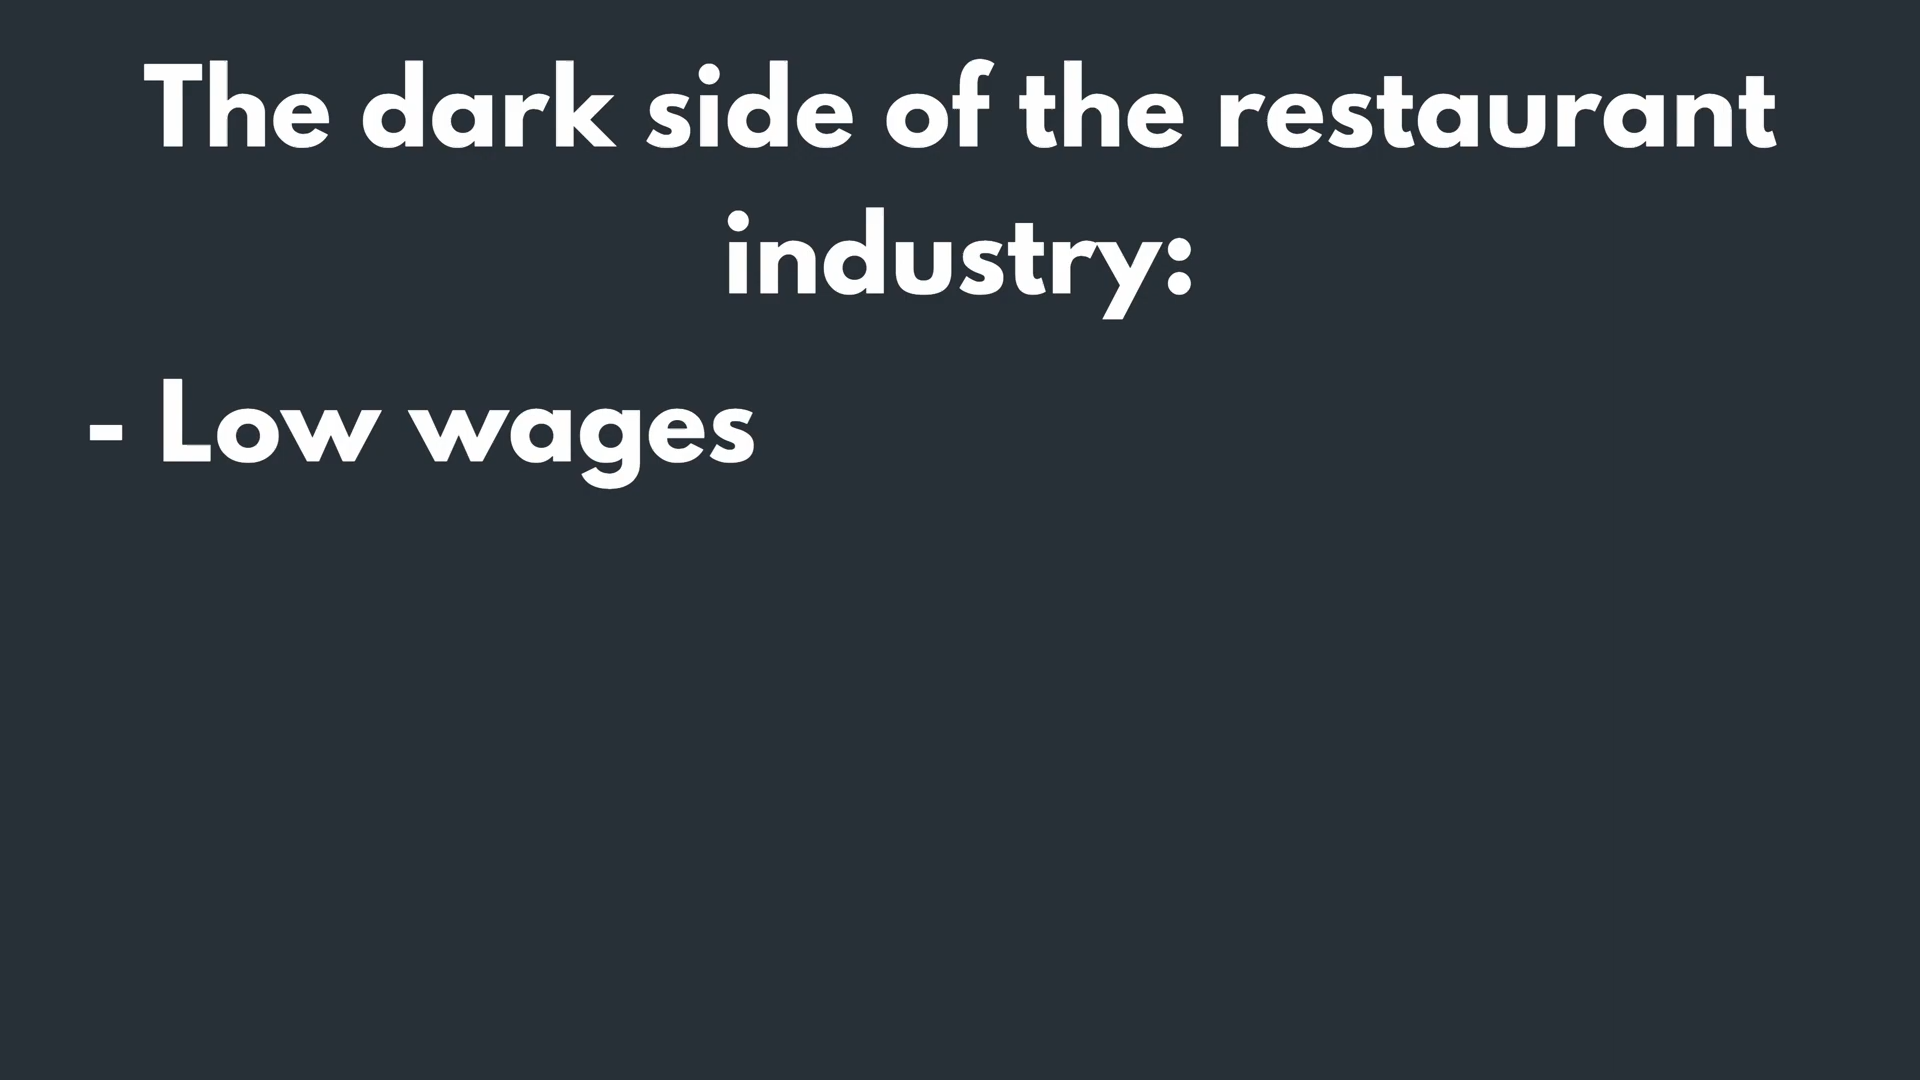 The dark side of the restaurant
industry:
- Low wages